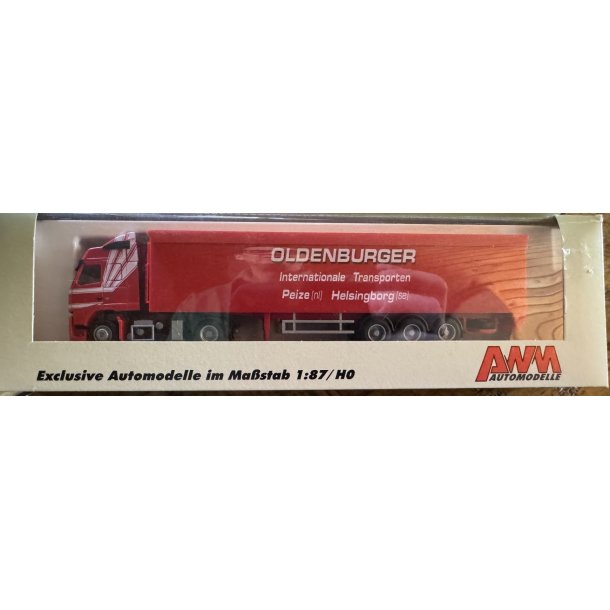 OLDENBURGER
Internationale Transporten
Peize [nl] Helsingborg [se]
Exclusive Automodelle im Maßstab 1:87/H0
AWM
AUTOMODELLE